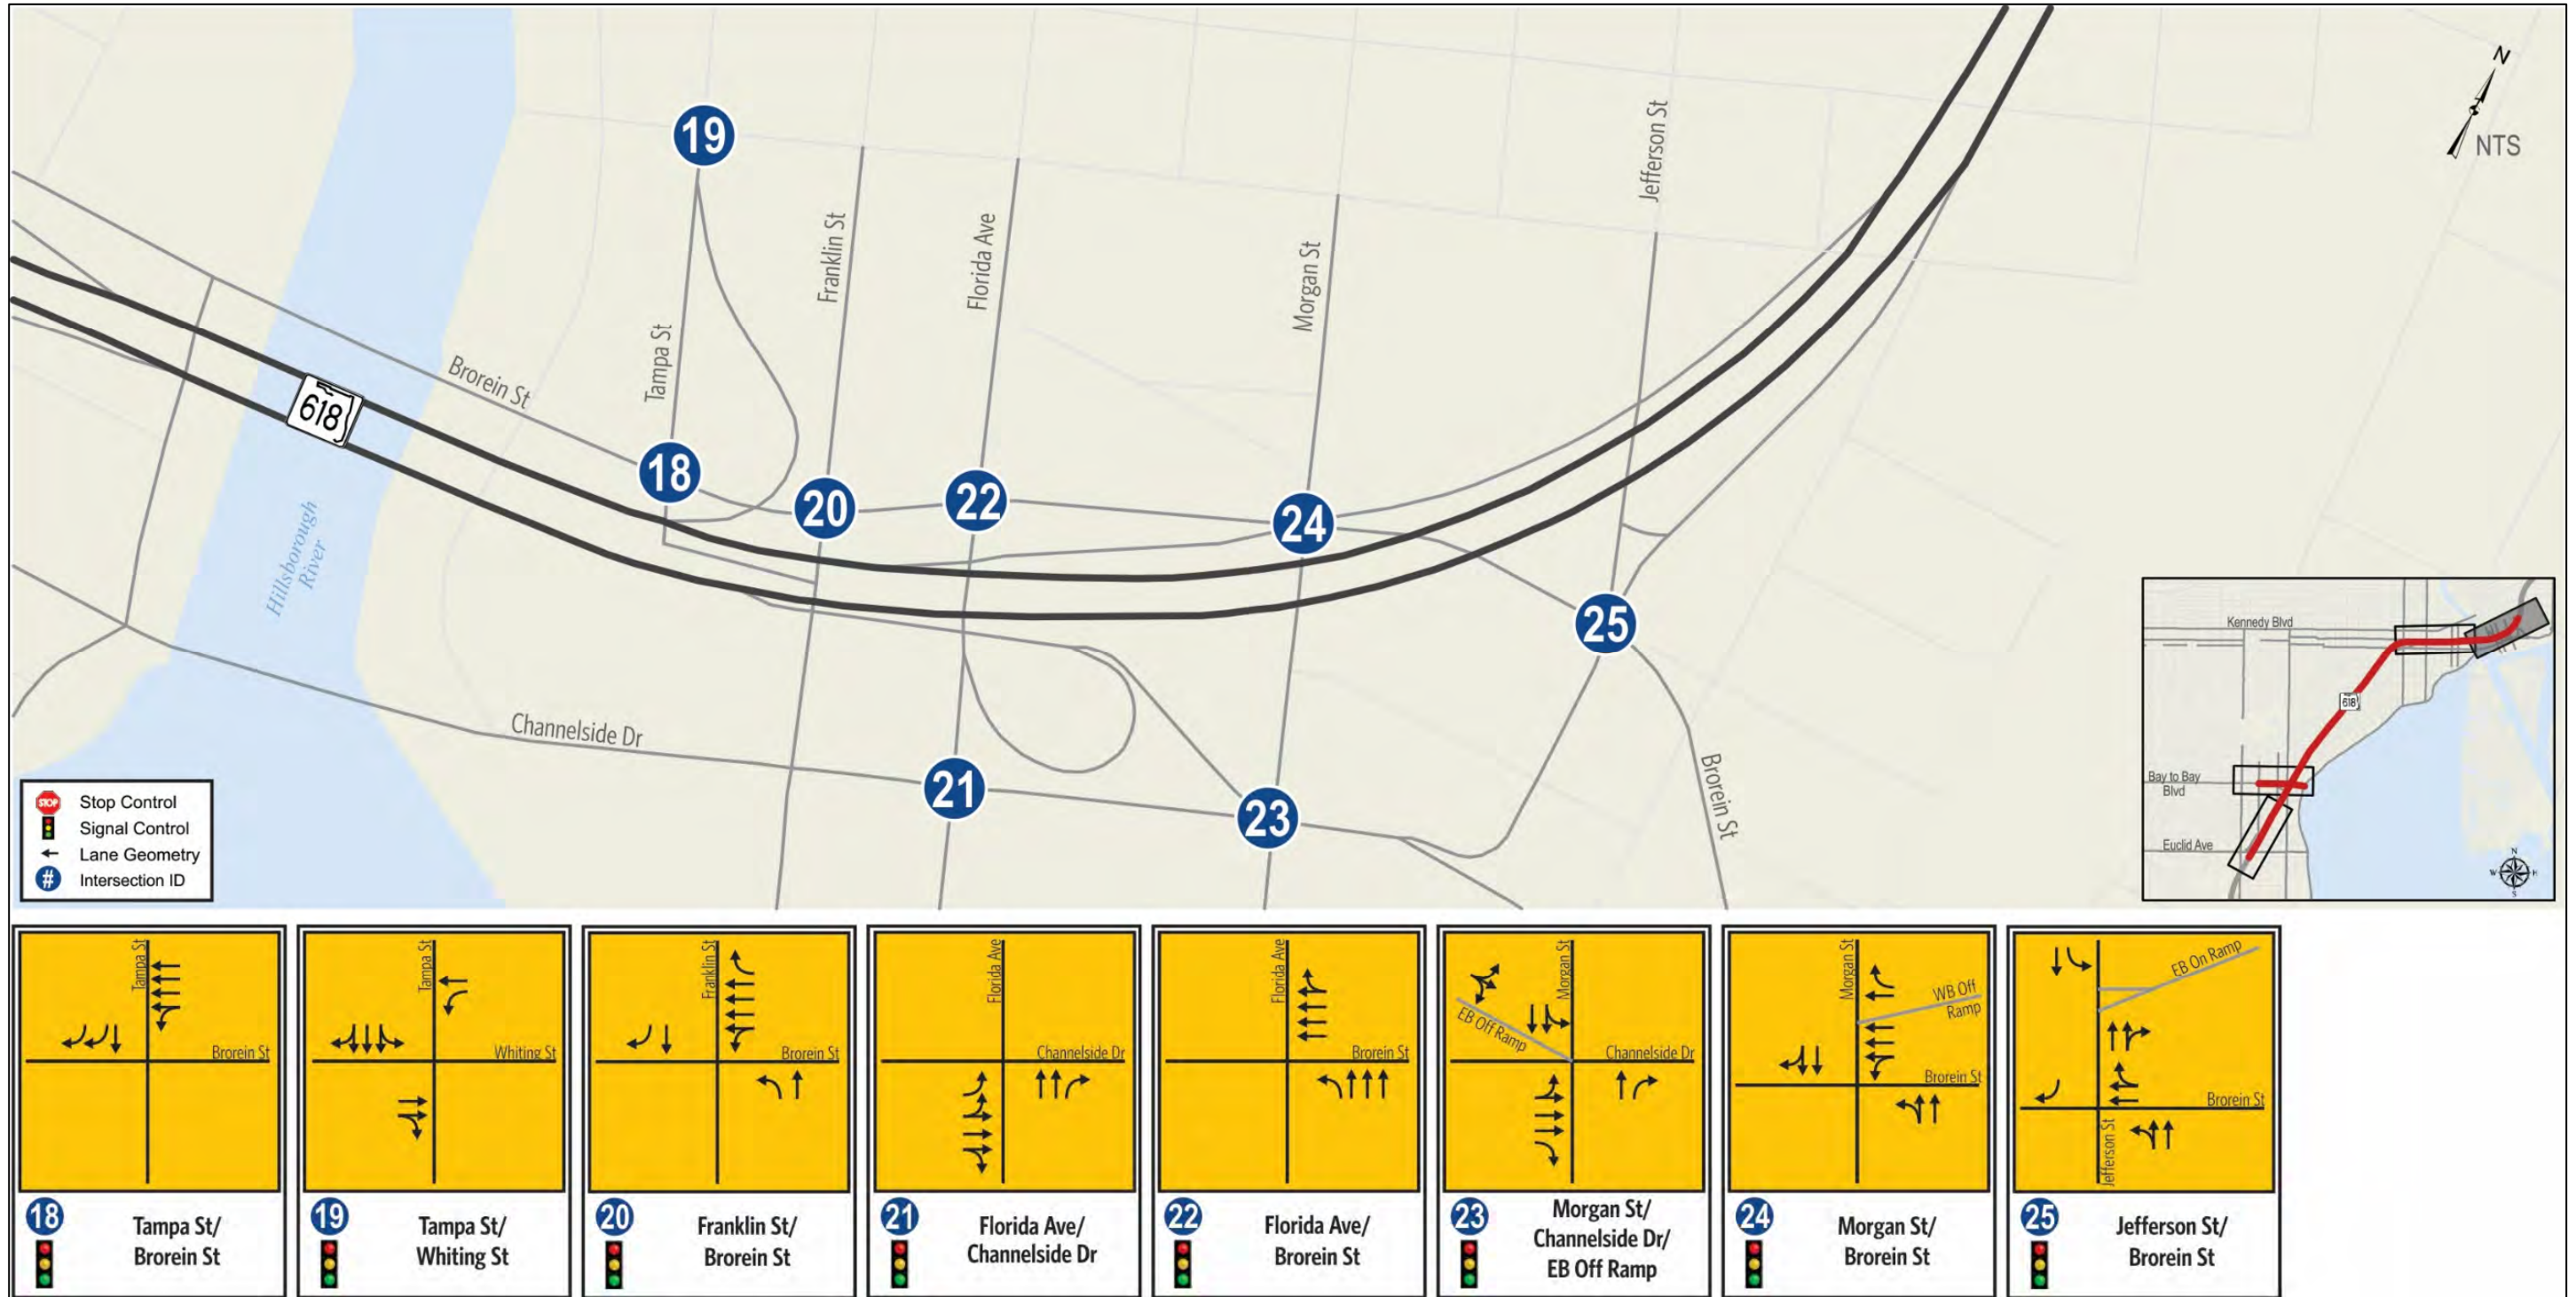 N
NTS
19
Jefferson St
Franklin St
Florida Ave
Morgan St
Tampa St
Brorein St
618
18
20
22
24
Hillsborough
River
25
Channelside Dr
21
23
Brorein St
STOP
Stop Control
Signal Control
Lane Geometry
#
Intersection ID
Kennedy Blvd
618
Bay to Bay
Blvd
Euclid Ave
N
W
S
Tampa St
Brorein St
18
Tampa St/
Brorein St
Tampa St
Whiting St
19
Tampa St/
Whiting St
Franklin St
Brorein St
20
Franklin St/
Brorein St
Florida Ave
Channelside Dr
21
Florida Ave/
Channelside Dr
Florida Ave
Brorein St
22
Florida Ave/
Brorein St
Morgan St
EB Off Ramp
Channelside Dr
23
Morgan St/
Channelside Dr/
EB Off Ramp
Morgan St
WB Off
Ramp
Brorein St
24
Morgan St/
Brorein St
EB On Ramp
Brorein St
Jefferson St
25
Jefferson St/
Brorein St